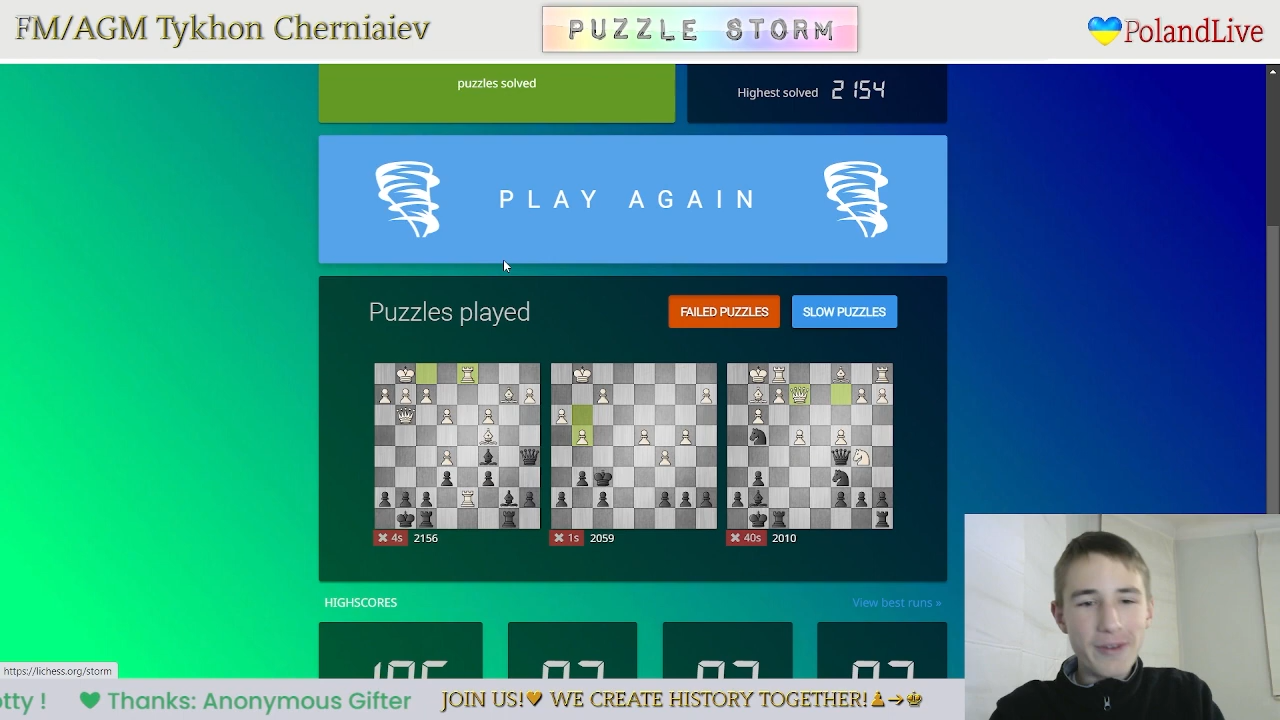 FM/AGM Tykhon Cherniaiev
PUZZLE STORM
PolandLive
puzzles solved
Highest solved 2154
PLAY AGAIN
Puzzles played
FAILED PUZZLES
SLOW PUZZLES
4s 2156
1s 2059
40s 2010
HIGHSCORES
View best runs »
https://lichess.org/storm
otty !
Thanks: Anonymous Gifter
JOIN US! WE CREATE HISTORY TOGETHER!